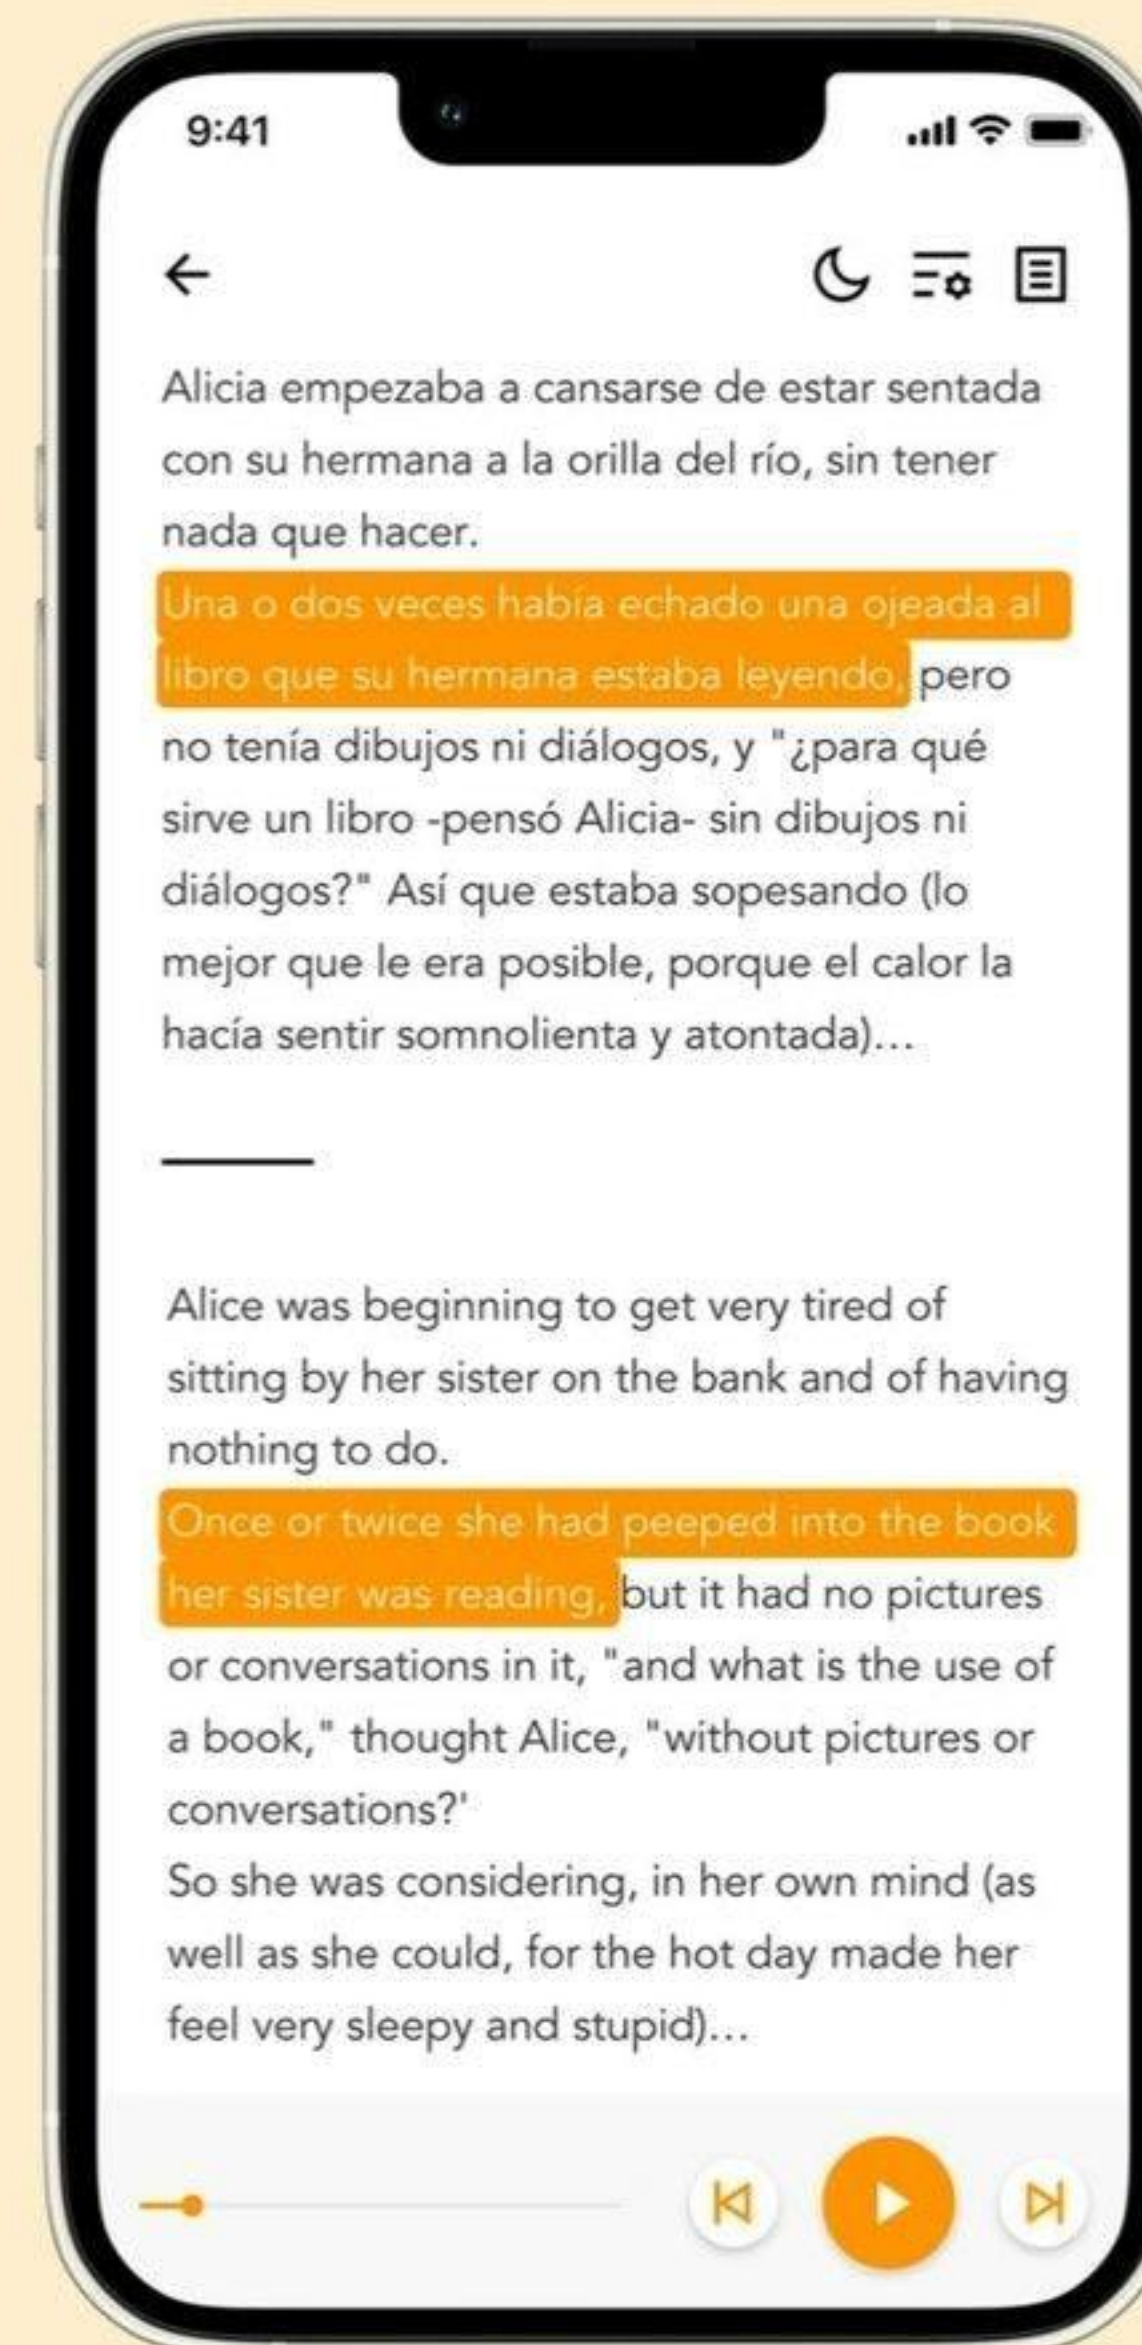 9:41
Alicia empezaba a cansarse de estar sentada
con su hermana a la orilla del río, sin tener
nada que hacer.
Una o dos veces había echado una ojeada al
libro que su hermana estaba leyendo, pero
no tenía dibujos ni diálogos, y "¿para qué
sirve un libro -pensó Alicia- sin dibujos ni
diálogos?" Así que estaba sopesando (lo
mejor que le era posible, porque el calor la
hacía sentir somnolienta y atontada)...
Alice was beginning to get very tired of
sitting by her sister on the bank and of having
nothing to do.
Once or twice she had peeped into the book
her sister was reading, but it had no pictures
or conversations in it, "and what is the use of
a book," thought Alice, "without pictures or
conversations?'
So she was considering, in her own mind (as
well as she could, for the hot day made her
feel very sleepy and stupid)...